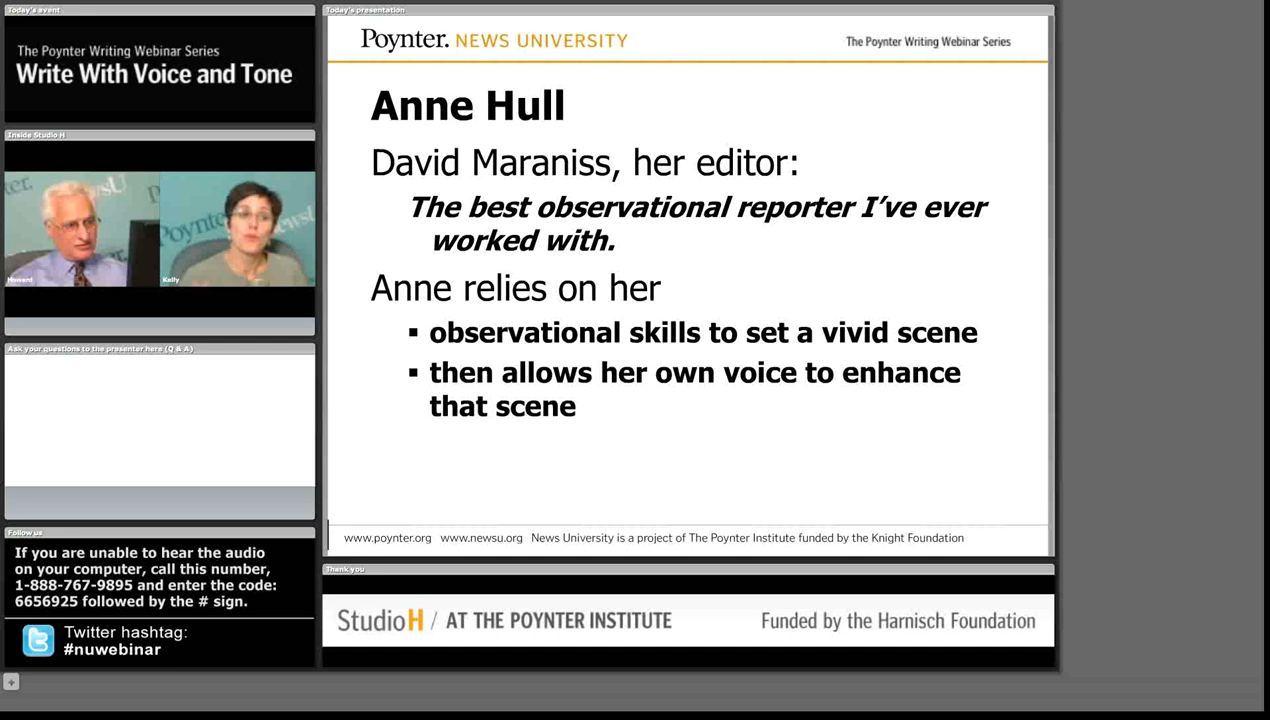 Today's event
The Poynter Writing Webinar Series
Write With Voice and Tone
Inside Studio H
Howard
Kelly
Ask your questions to the presenter here (Q & A)
Follow us
If you are unable to hear the audio
on your computer, call this number,
1-888-767-9895 and enter the code:
6656925 followed by the # sign.
Twitter hashtag:
#nuwebinar
Today's presentation
Poynter. NEWS UNIVERSITY
The Poynter Writing Webinar Series
Anne Hull
David Maraniss, her editor:
The best observational reporter I've ever
worked with.
Anne relies on her
▪ observational skills to set a vivid scene
▪ then allows her own voice to enhance
that scene
www.poynter.org www.newsu.org News University is a project of The Poynter Institute funded by the Knight Foundation
Thank you
StudioH / AT THE POYNTER INSTITUTE
Funded by the Harnisch Foundation